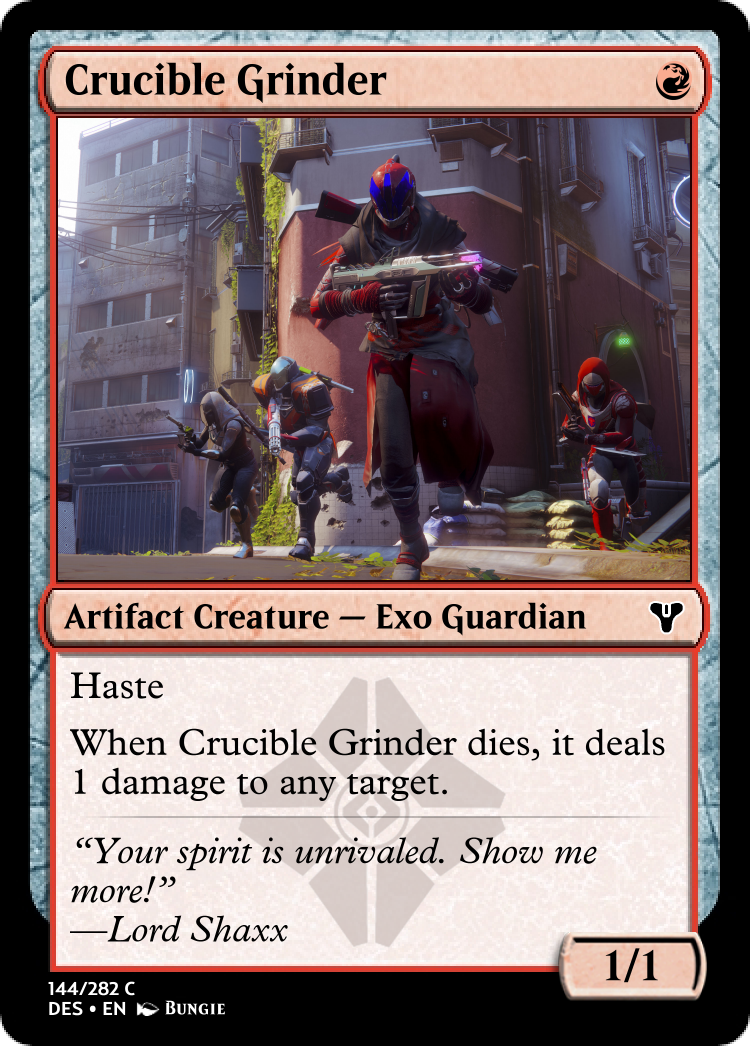 Crucible Grinder
Artifact Creature — Exo Guardian
Haste
When Crucible Grinder dies, it deals
1 damage to any target.
“Your spirit is unrivaled. Show me
more!”
—Lord Shaxx
1/1
144/282 C
DES • EN Bungie